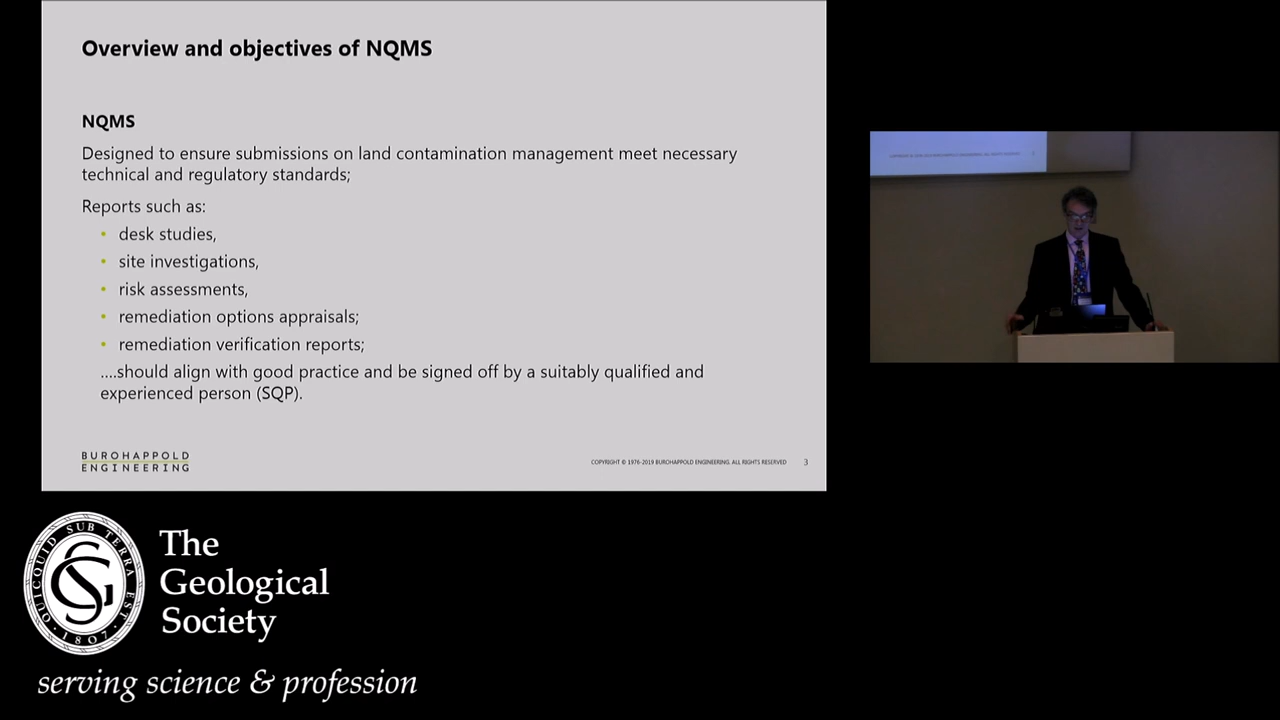 Overview and objectives of NQMS
NQMS
Designed to ensure submissions on land contamination management meet necessary
technical and regulatory standards;
Reports such as:
• desk studies,
• site investigations,
• risk assessments,
• remediation options appraisals;
• remediation verification reports;
....should align with good practice and be signed off by a suitably qualified and
experienced person (SQP).
BUROHAPPOLD
ENGINEERING
COPYRIGHT © 1976-2019 BUROHAPPOLD ENGINEERING. ALL RIGHTS RESERVED 3
QUICQUID SUB TERRA EST
GS
1807
The
Geological
Society
serving science & profession